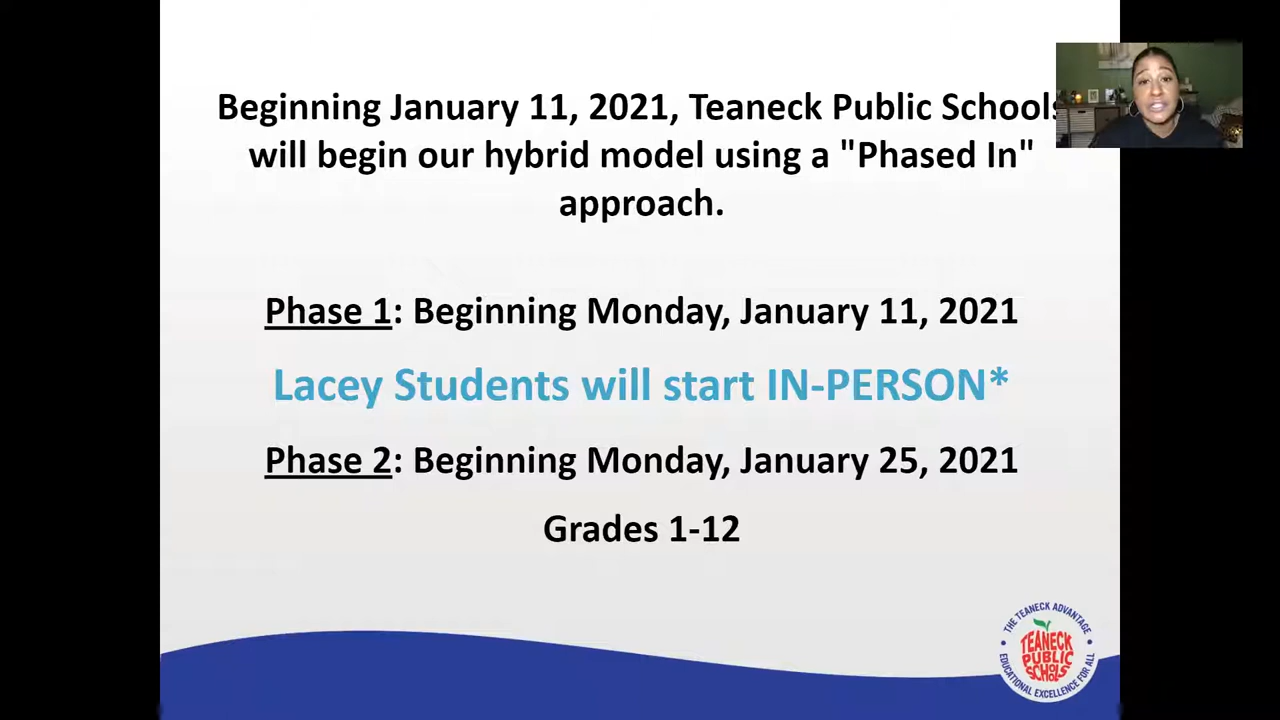 Beginning January 11, 2021, Teaneck Public Schools
will begin our hybrid model using a "Phased In"
approach.
Phase 1: Beginning Monday, January 11, 2021
Lacey Students will start IN-PERSON*
Phase 2: Beginning Monday, January 25, 2021
Grades 1-12
THE TEANECK ADVANTAGE
TEANECK
PUBLIC
SCHOOLS
EDUCATIONAL EXCELLENCE FOR ALL